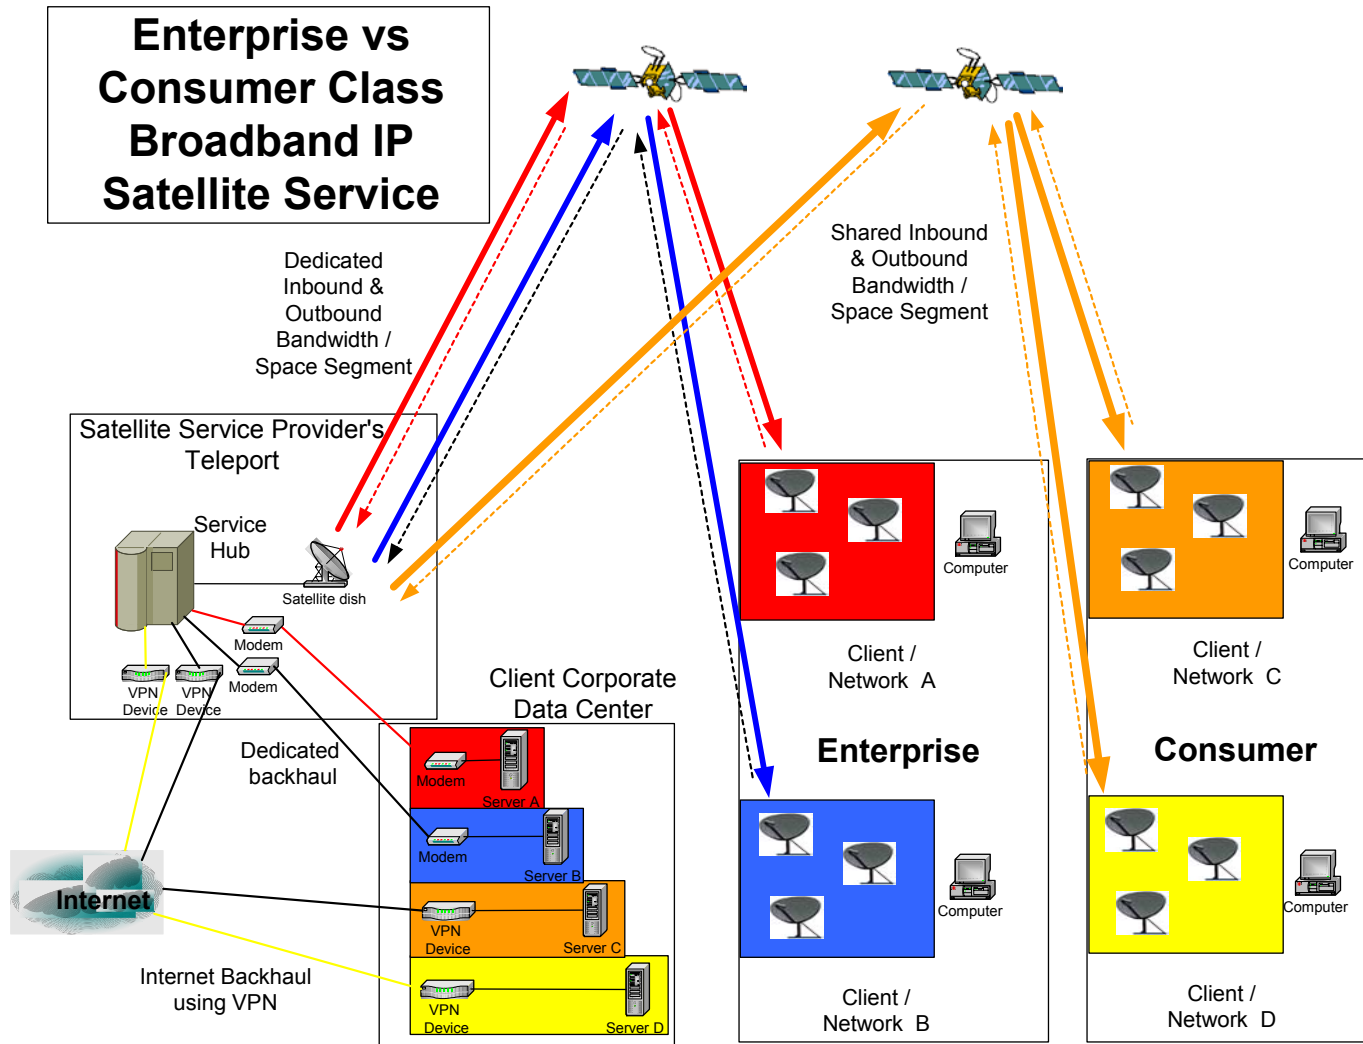 Enterprise vs
Consumer Class
Broadband IP
Satellite Service
Dedicated
Inbound &
Outbound
Bandwidth /
Space Segment
Shared Inbound
& Outbound
Bandwidth /
Space Segment
Satellite Service Provider's
Teleport
Service
Hub
Satellite dish
Modem
Modem
VPN
Device
VPN
Device
Client Corporate
Data Center
Dedicated
backhaul
Modem
Server A
Modem
Server B
VPN
Device
Server C
VPN
Device
Server D
Internet
Internet Backhaul
using VPN
Computer
Client /
Network A
Enterprise
Computer
Client /
Network B
Computer
Client /
Network C
Consumer
Computer
Client /
Network D